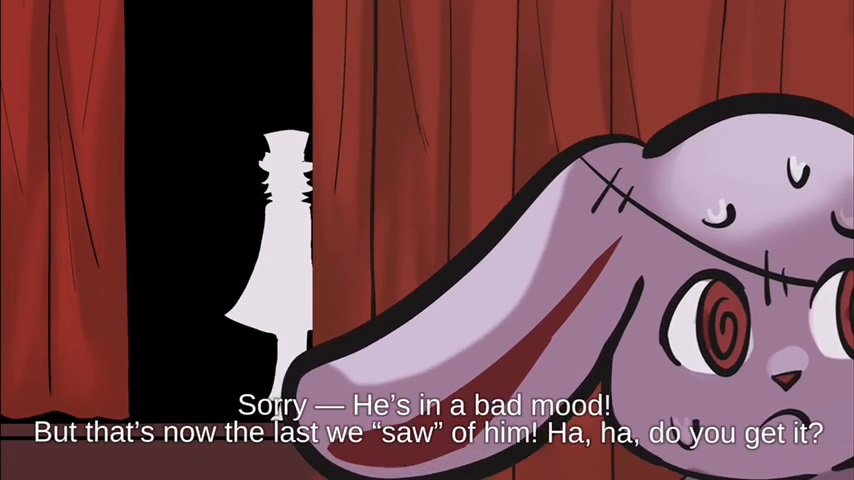 Sorry — He's in a bad mood!
But that's now the last we “saw” of him! Ha, ha, do you get it?